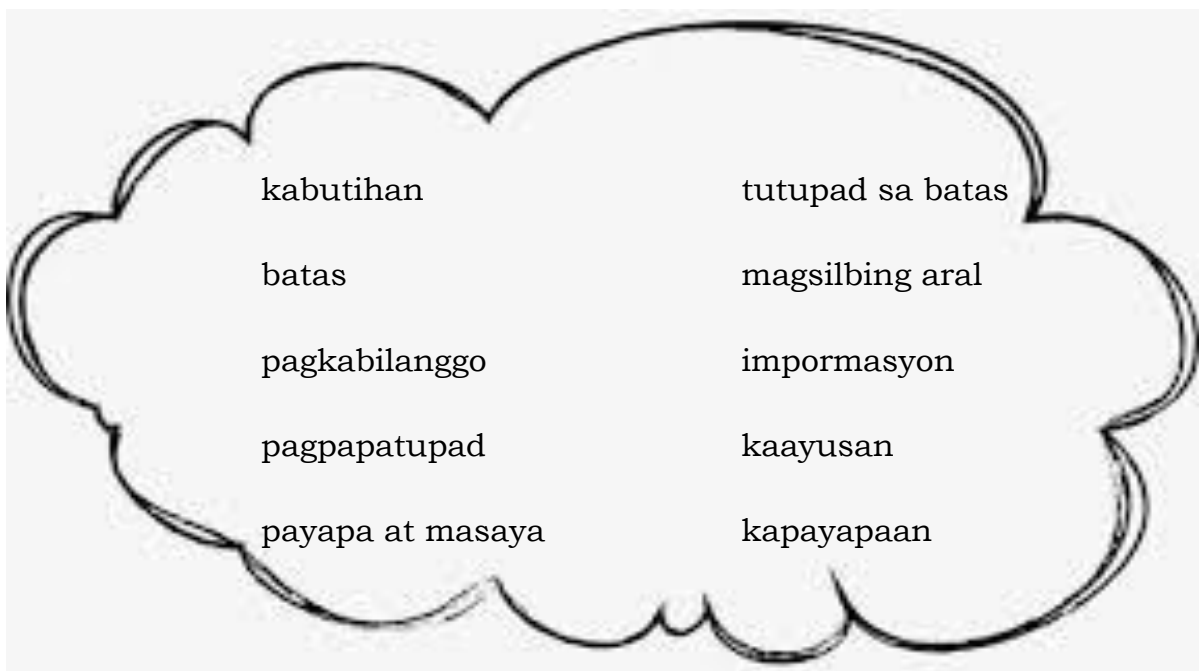 kabutihan tutupad sa batas
batas magsilbing aral
pagkabilanggo impormasyon
pagpapatupad kaayusan
payapa at masaya kapayapaan